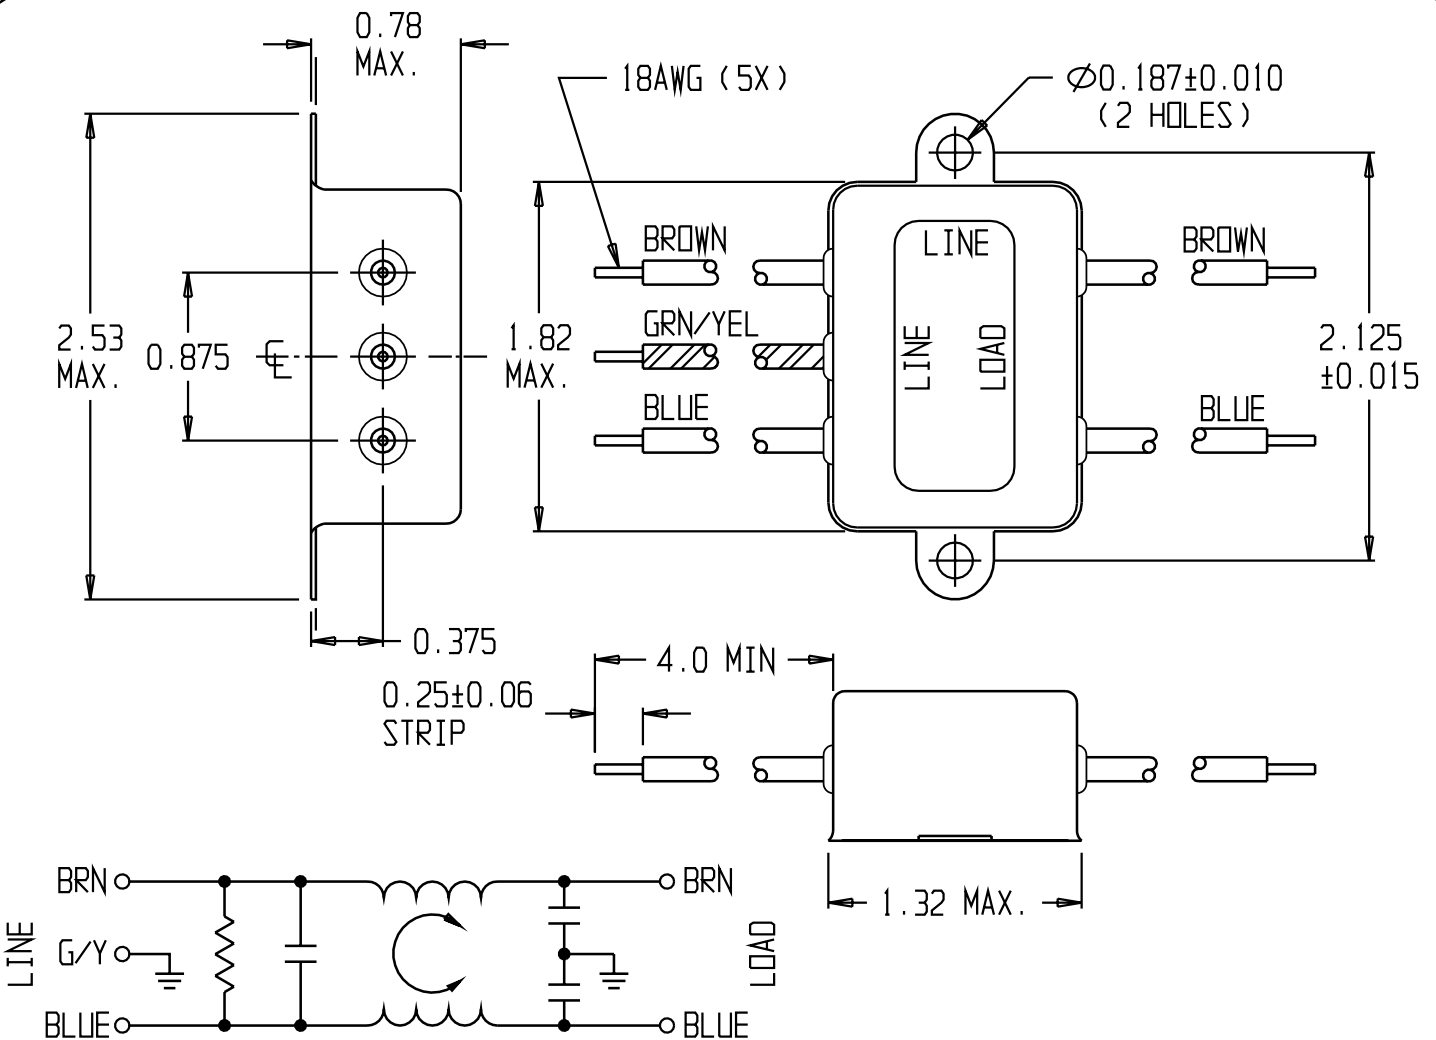 0.78
MAX.
18AWG (5X)
Ø0.187±0.010
(2 HOLES)
BROWN
LINE
BROWN
2.53
MAX.
0.875
℄
1.82
MAX.
GRN/YEL
LINE
LOAD
2.125
±0.015
BLUE
BLUE
0.375
4.0 MIN
0.25±0.06
STRIP
1.32 MAX.
BRN
BRN
LINE
G/Y
LOAD
BLUE
BLUE